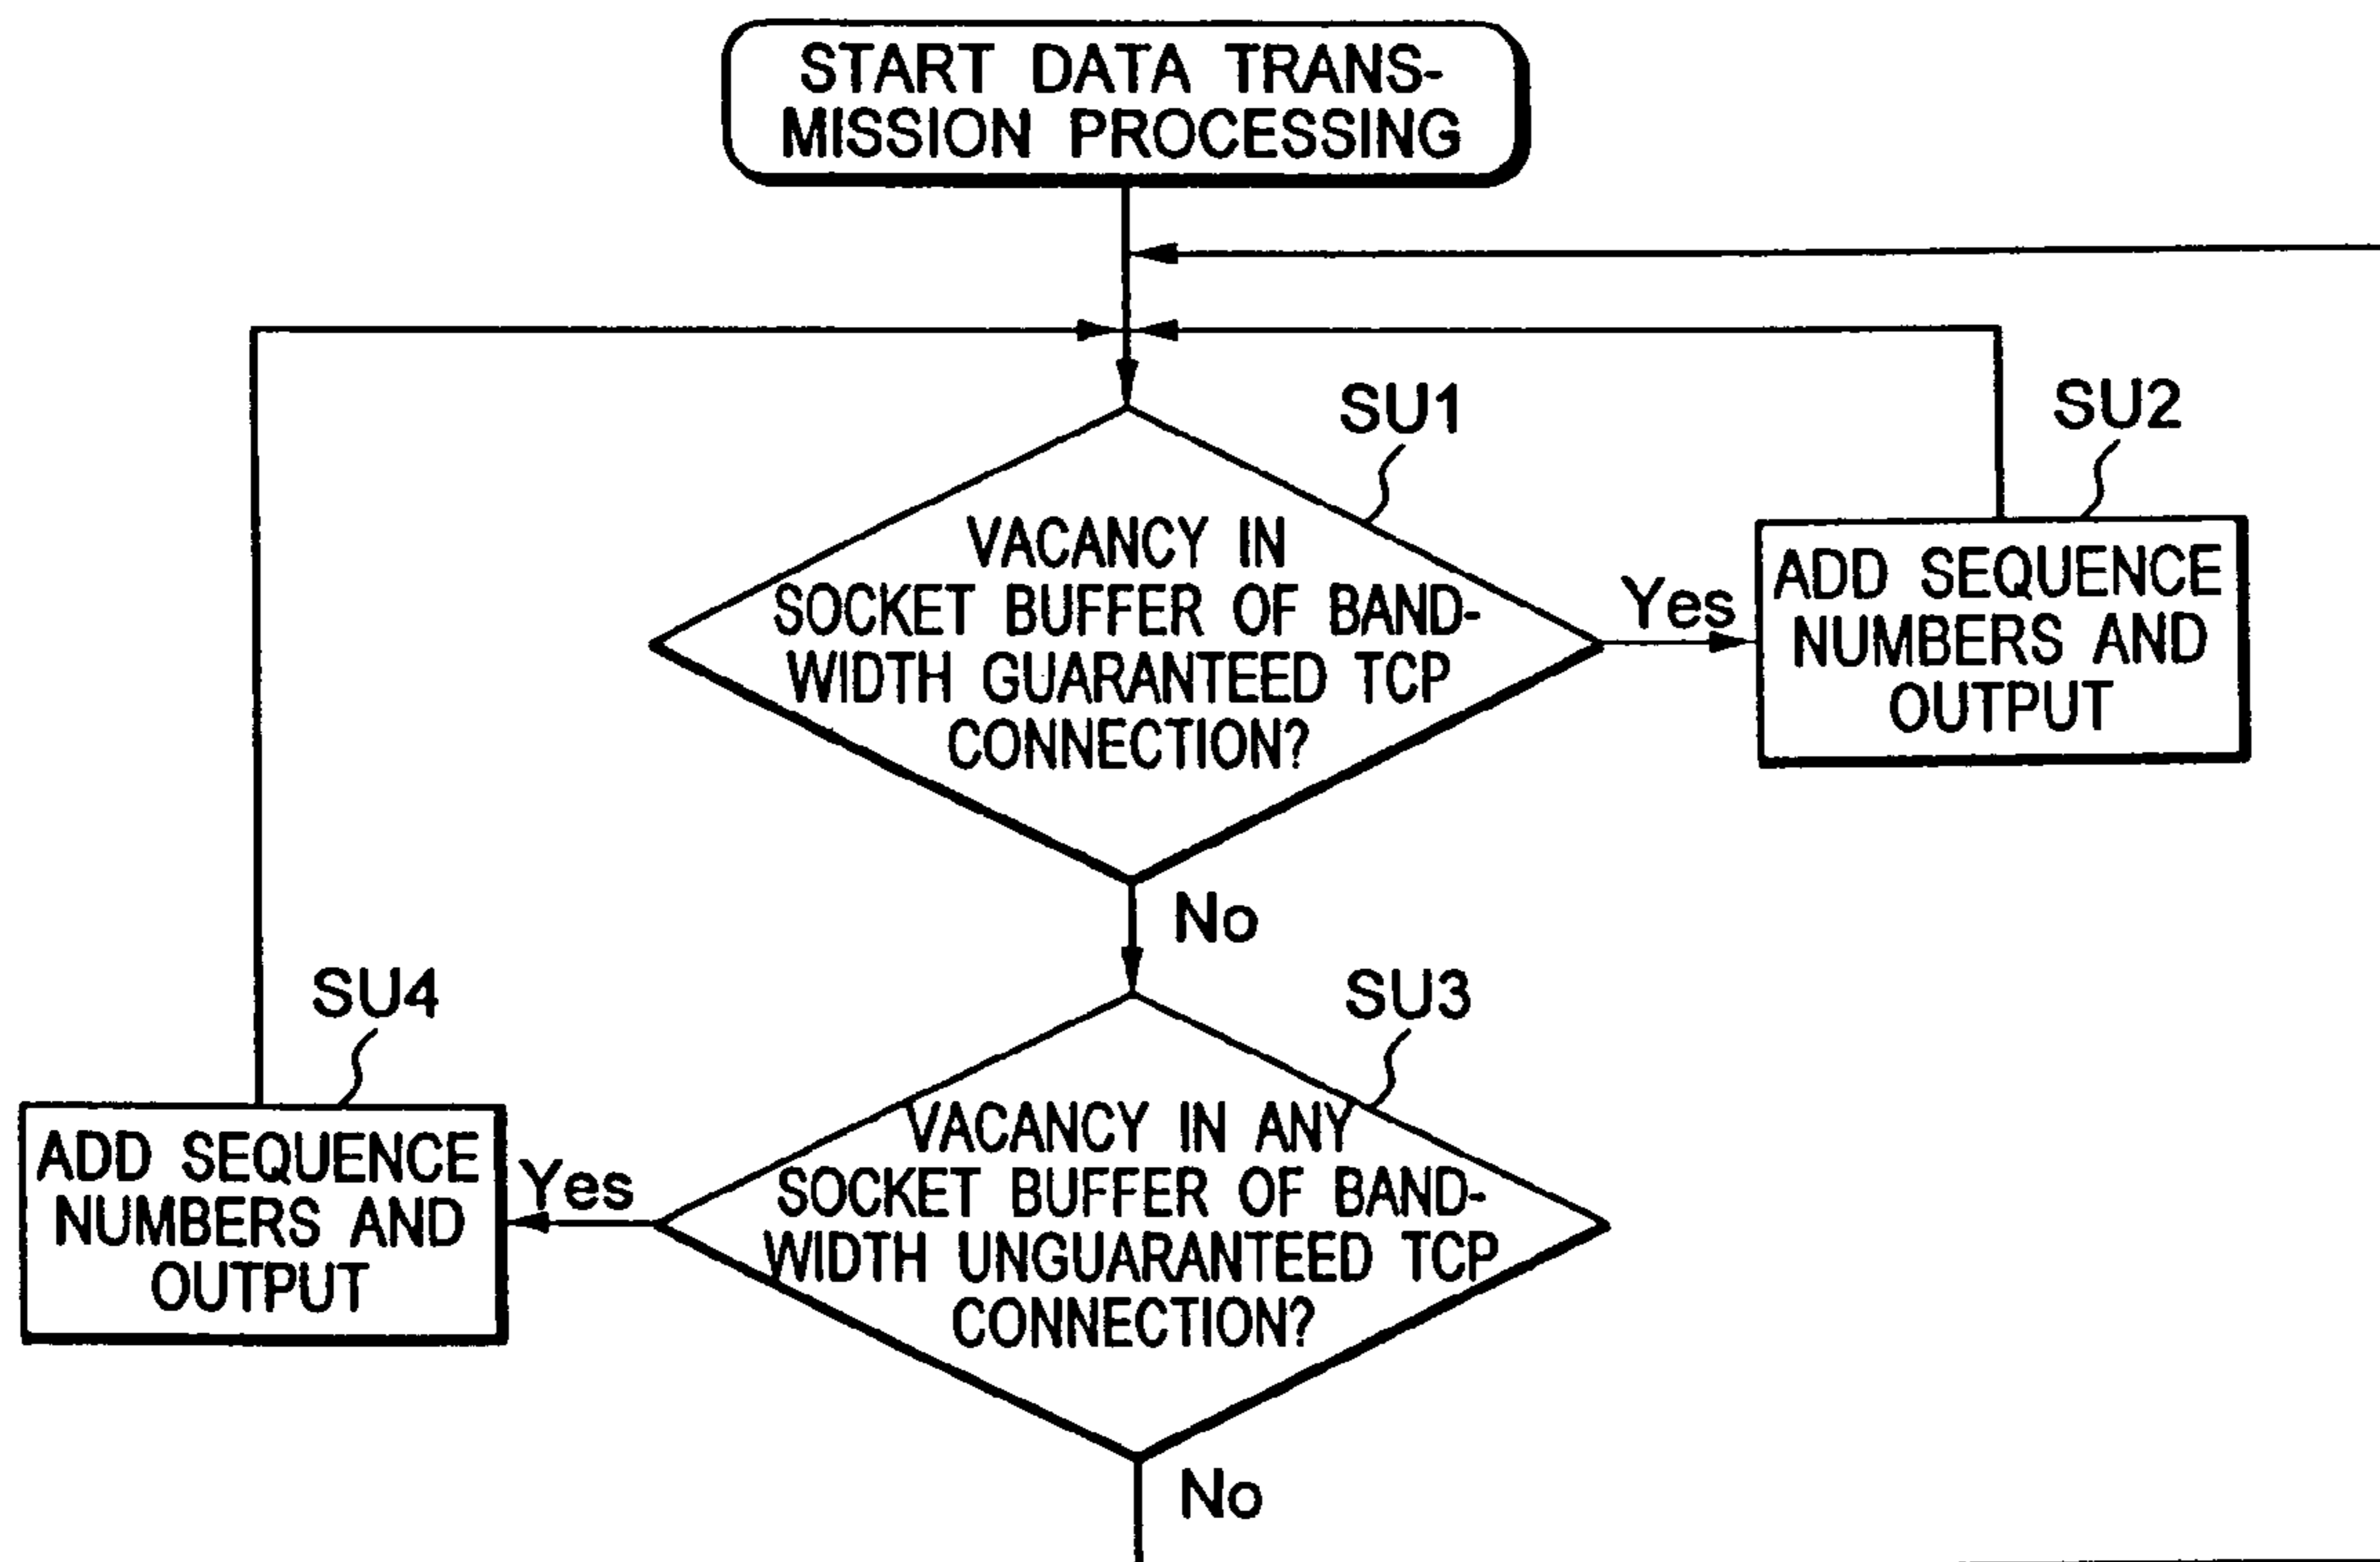 START DATA TRANS-
MISSION PROCESSING
SU1
VACANCY IN
SOCKET BUFFER OF BAND-
WIDTH GUARANTEED TCP
CONNECTION?
Yes
SU2
ADD SEQUENCE
NUMBERS AND
OUTPUT
No
SU3
VACANCY IN ANY
SOCKET BUFFER OF BAND-
WIDTH UNGUARANTEED TCP
CONNECTION?
Yes
SU4
ADD SEQUENCE
NUMBERS AND
OUTPUT
No